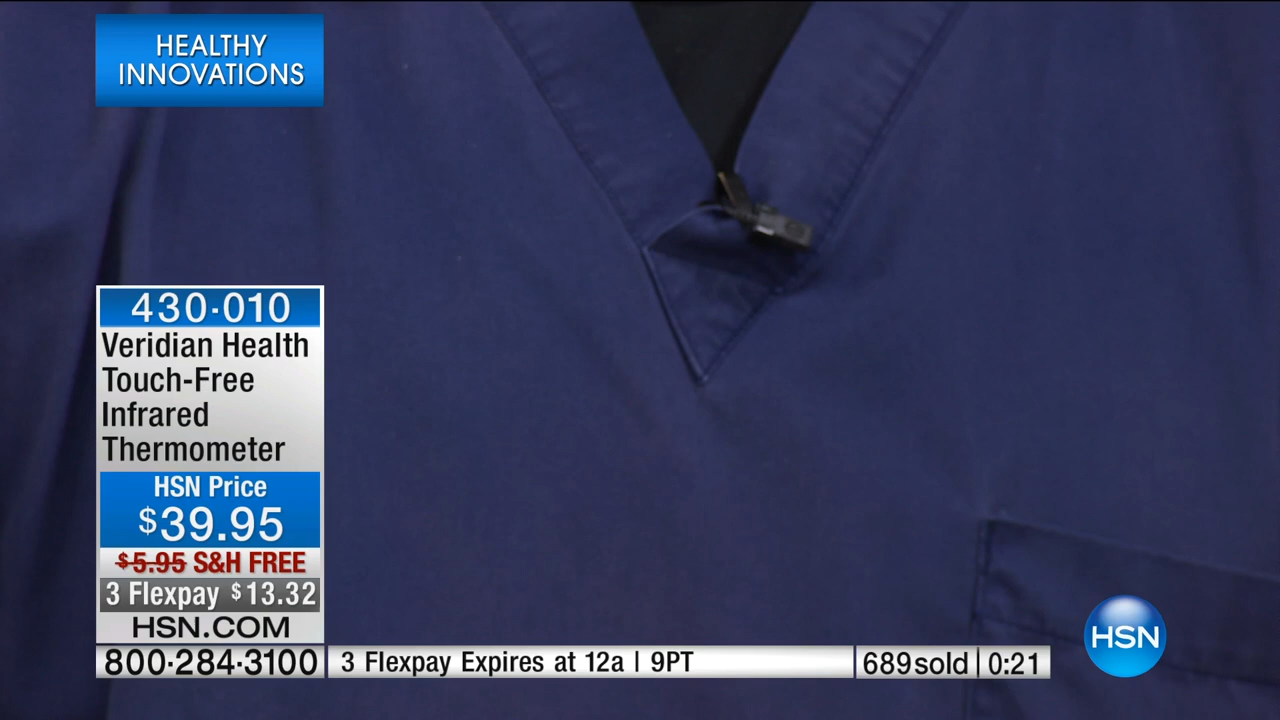 HEALTHY
INNOVATIONS
430·010
Veridian Health
Touch-Free
Infrared
Thermometer
HSN Price
$39.95
$5.95 S&H FREE
3 Flexpay $13.32
HSN.COM
800·284·3100
3 Flexpay Expires at 12a | 9PT
689sold | 0:21
HSN